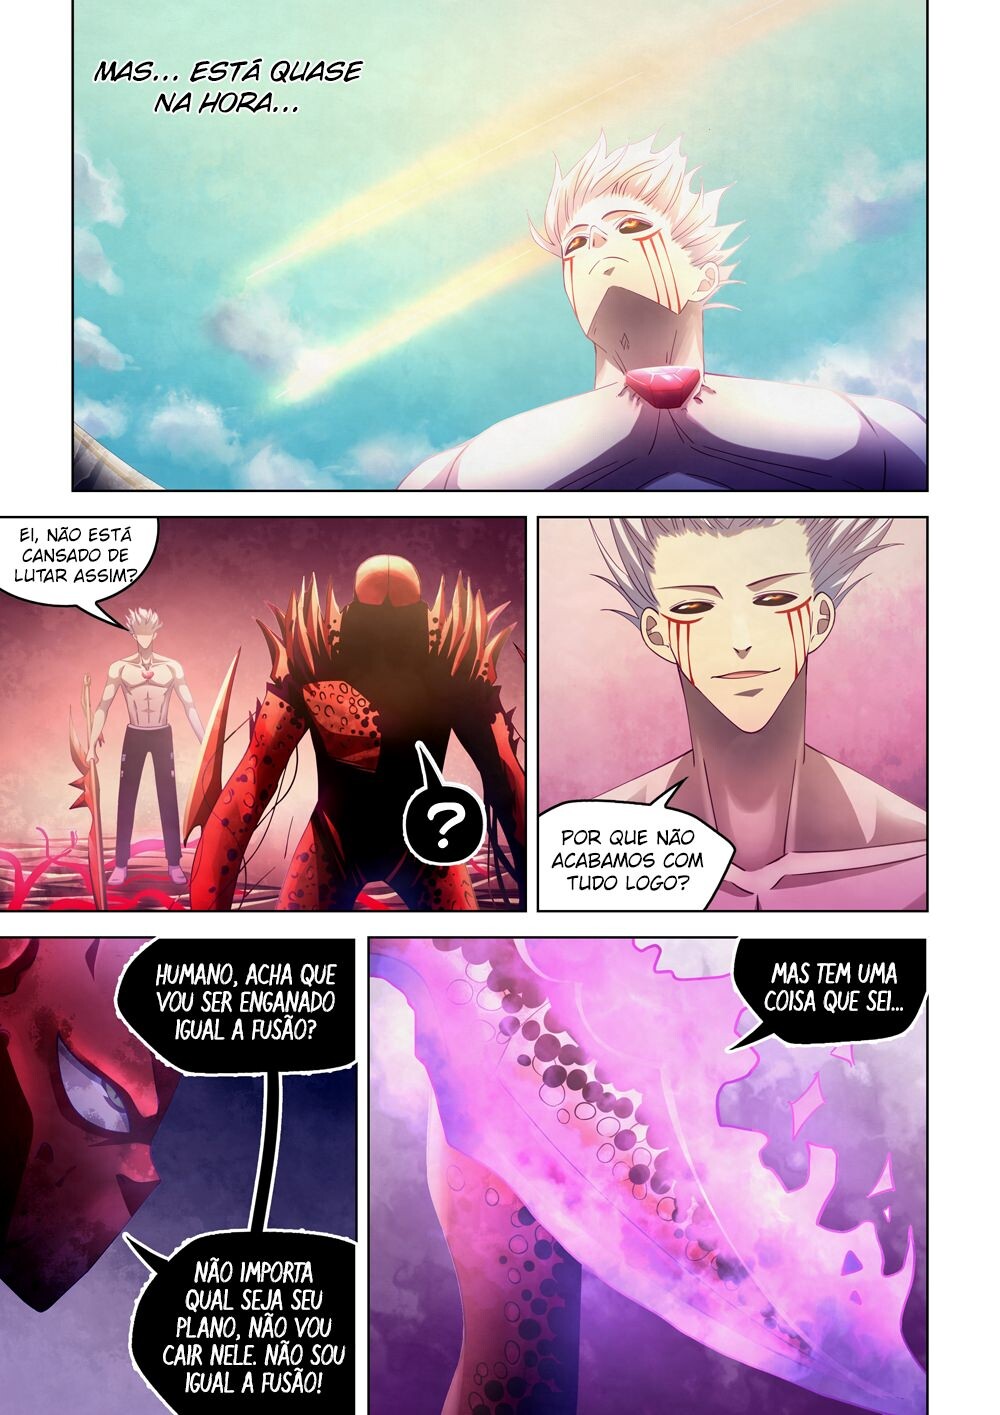 MAS... ESTÁ QUASE
NA HORA...
EI, NÃO ESTÁ
CANSADO DE
LUTAR ASSIM?
?
POR QUE NÃO
ACABAMOS COM
TUDO LOGO?
HUMANO, ACHA QUE
VOU SER ENGANADO
IGUAL A FUSÃO?
NÃO IMPORTA
QUAL SEJA SEU
PLANO, NÃO VOU
CAIR NELE. NÃO SOU
IGUAL A FUSÃO!
MAS TEM UMA
COISA QUE SEI...